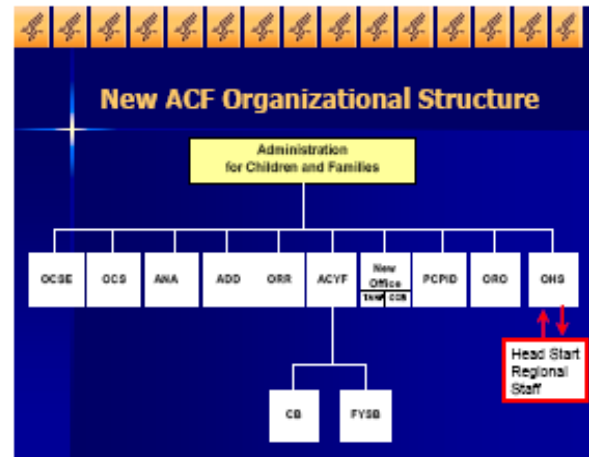 New ACF Organizational Structure
Administration
for Children and Families
OCSE OCS ANA ADD ORR ACYF New Office PCPID ORO OHS
TANF CCB
Head Start
Regional
Staff
CB FYSB